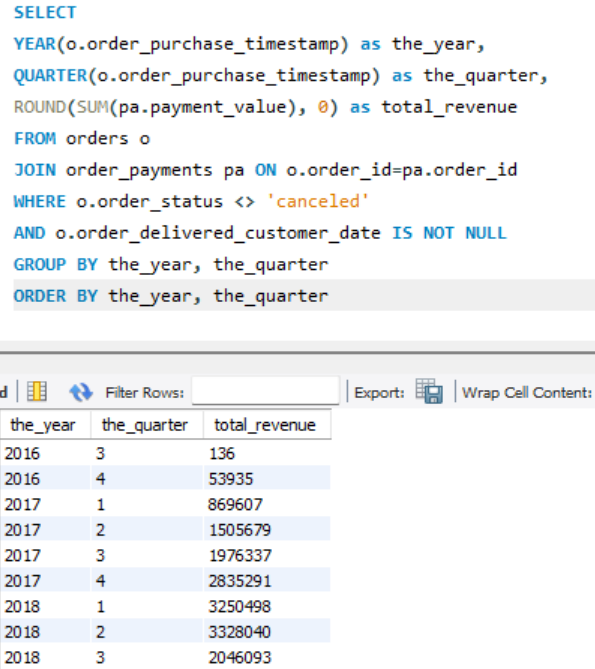 SELECT
YEAR(o.order_purchase_timestamp) as the_year,
QUARTER(o.order_purchase_timestamp) as the_quarter,
ROUND(SUM(pa.payment_value), 0) as total_revenue
FROM orders o
JOIN order_payments pa ON o.order_id=pa.order_id
WHERE o.order_status <> 'canceled'
AND o.order_delivered_customer_date IS NOT NULL
GROUP BY the_year, the_quarter
ORDER BY the_year, the_quarter
d Filter Rows: Export: Wrap Cell Content:
the_year the_quarter total_revenue
2016 3 136
2016 4 53935
2017 1 869607
2017 2 1505679
2017 3 1976337
2017 4 2835291
2018 1 3250498
2018 2 3328040
2018 3 2046093